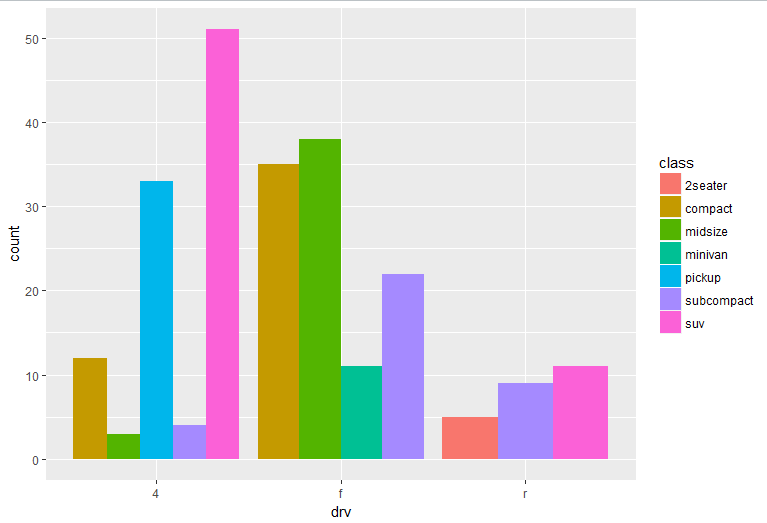 count
50
40
30
20
10
0
4 f r
drv
class
2seater
compact
midsize
minivan
pickup
subcompact
suv